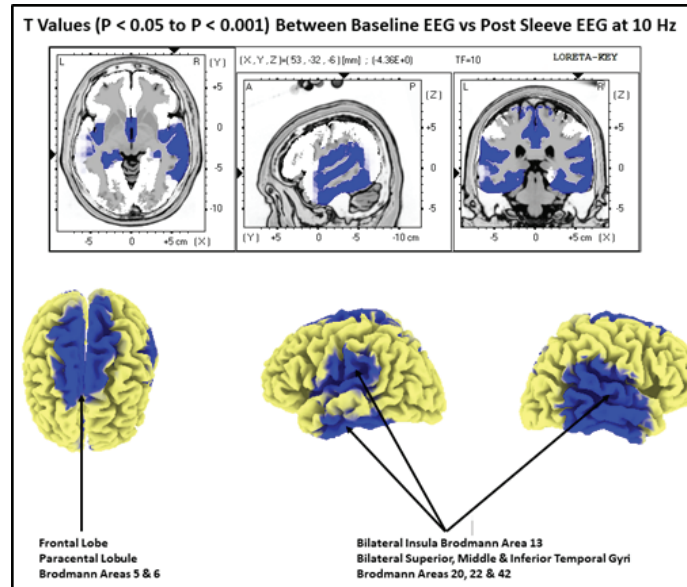 T Values (P < 0.05 to P < 0.001) Between Baseline EEG vs Post Sleeve EEG at 10 Hz
[X,Y,Z]=[53,-32,-6][mm] ; [-4.36E+0] TF=10 LORETA-KEY
L R [Y]
+5
0
-5
-10
-5 0 +5 cm [X]
A P
[Z]
+5
0
-5
[Y] +5 0 -5 -10 cm
L R [Z]
+5
0
-5
-5 0 +5 cm [X]
Frontal Lobe
Paracental Lobule
Brodmann Areas 5 & 6
Bilateral Insula Brodmann Area 13
Bilateral Superior, Middle & Inferior Temporal Gyri
Brodmann Areas 20, 22 & 42